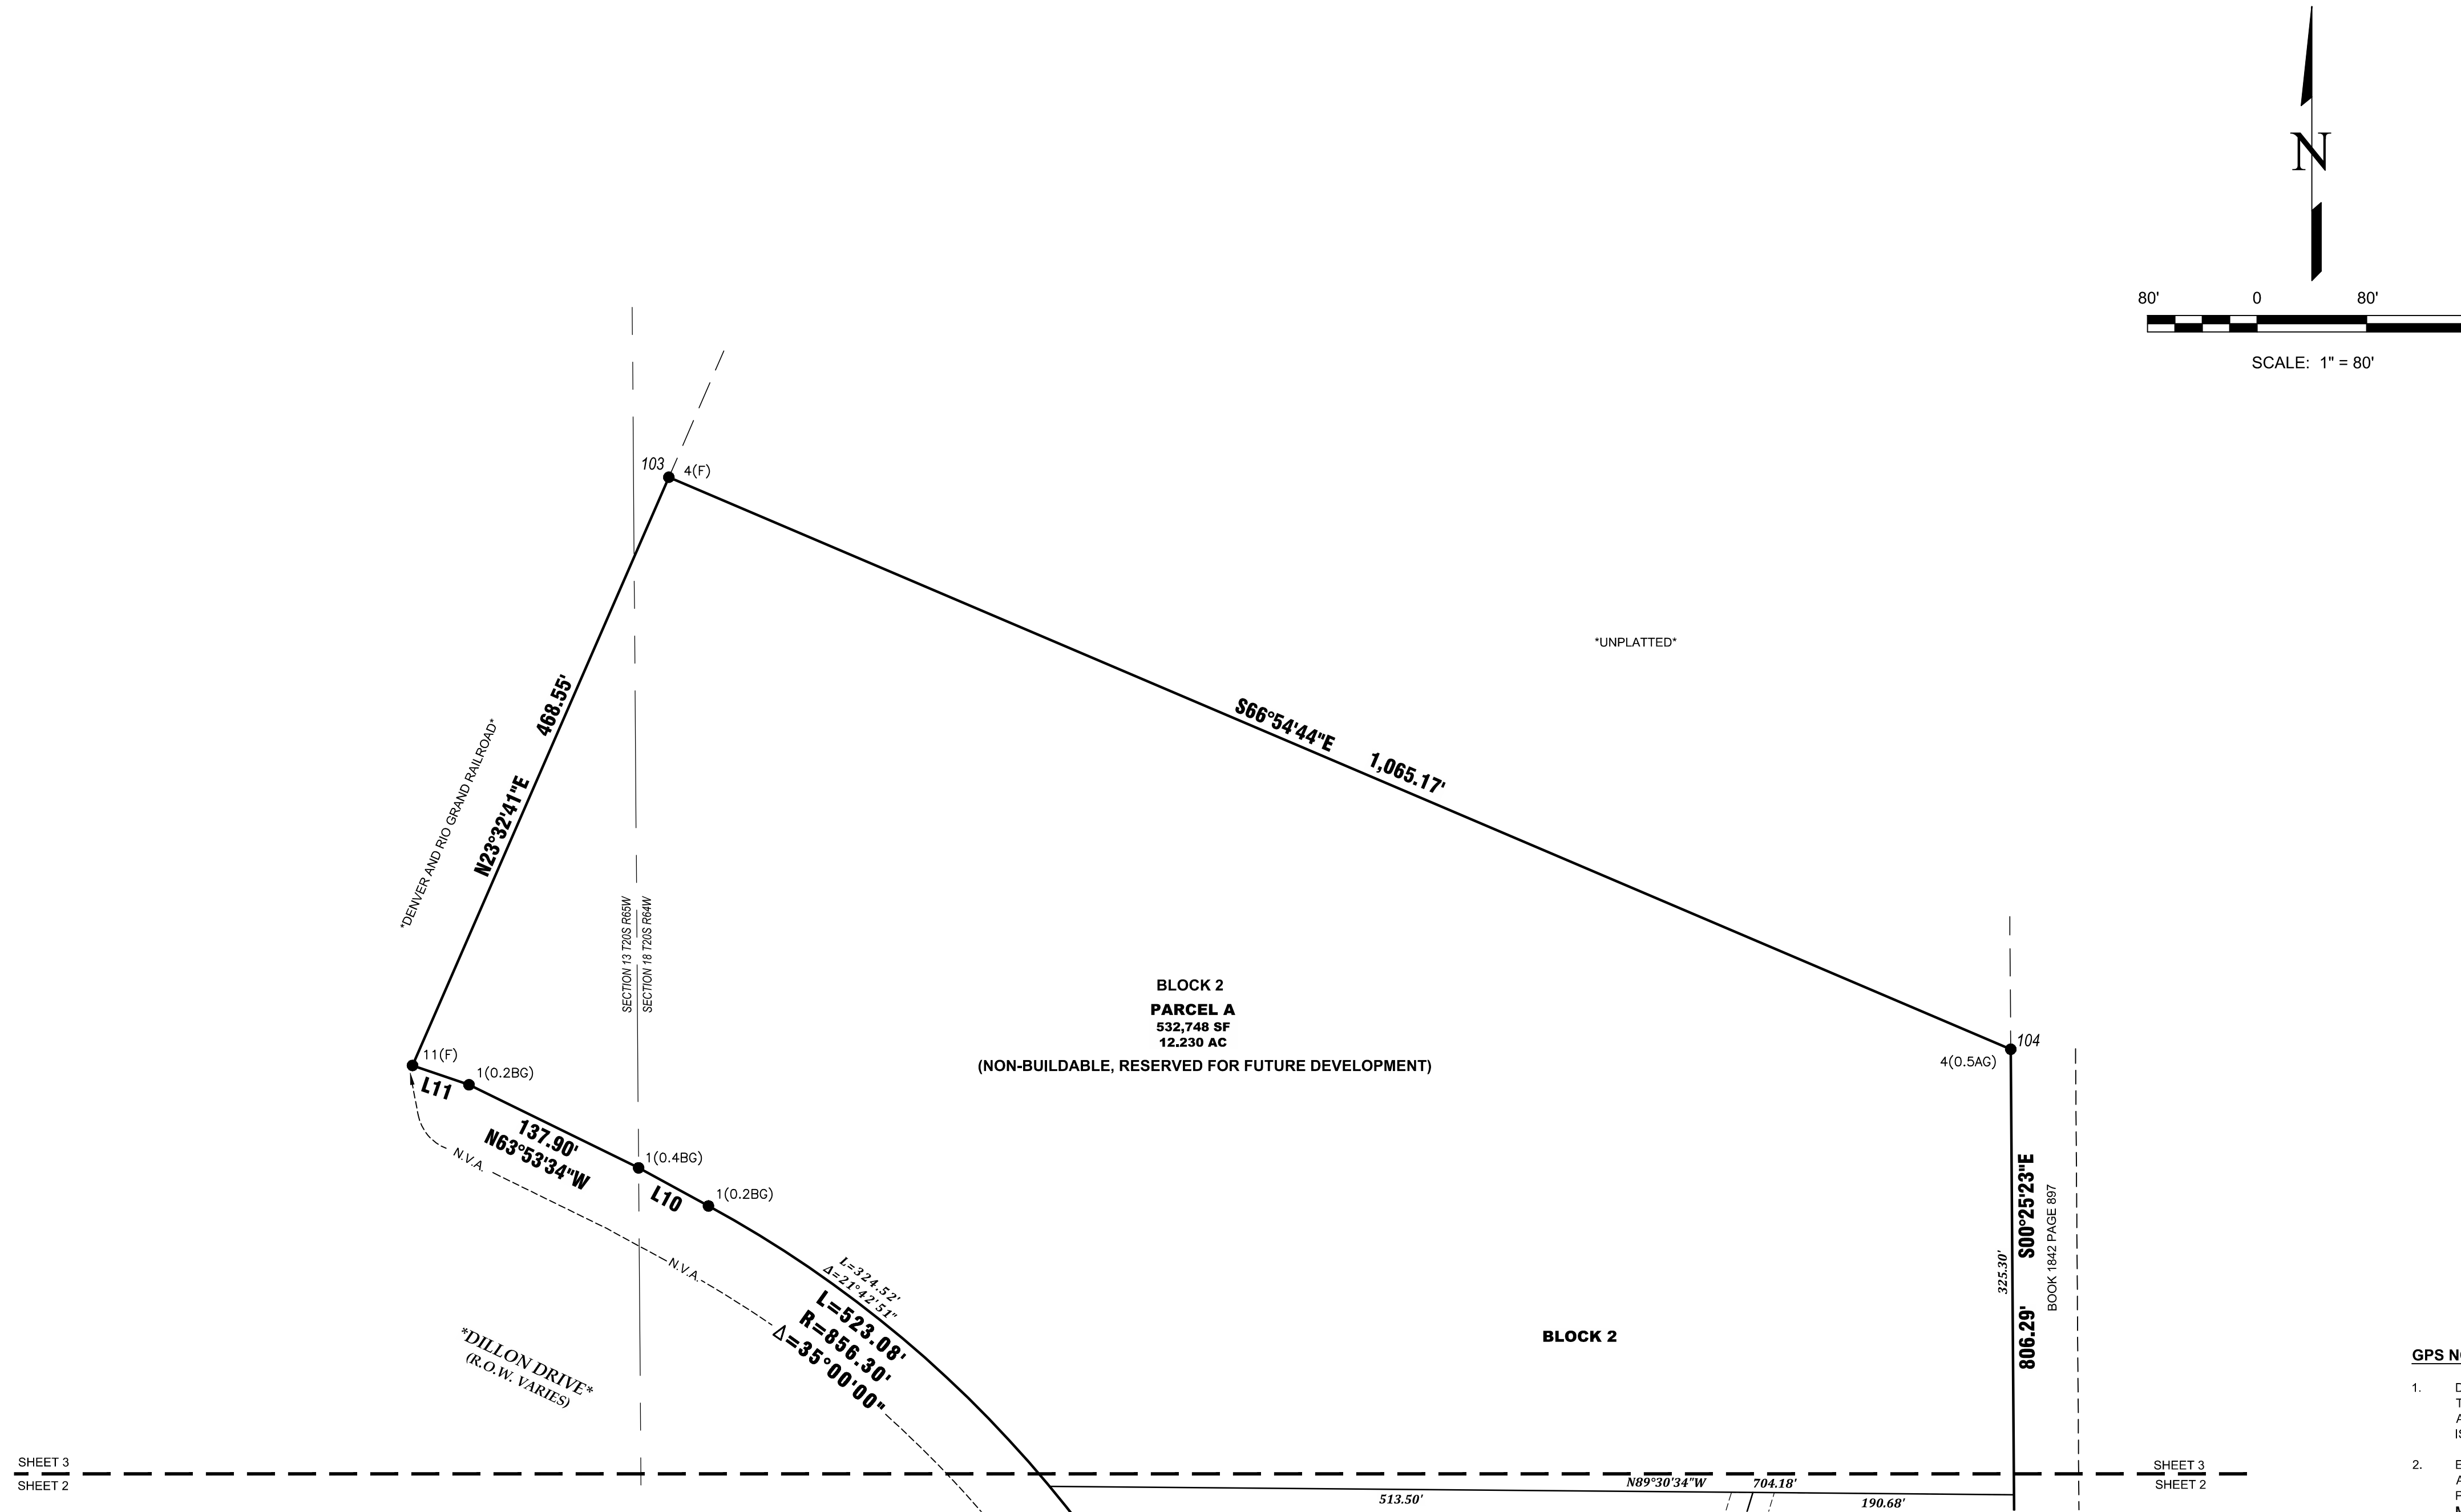 N
80' 0 80'
SCALE: 1" = 80'
103
4(F)
*UNPLATTED*
468.55'
N23°32'41"E
*DENVER AND RIO GRAND RAILROAD*
S66°54'44"E 1,065.17'
SECTION 13 T20S R65W
SECTION 18 T20S R64W
BLOCK 2
PARCEL A
532,748 SF
12.230 AC
(NON-BUILDABLE, RESERVED FOR FUTURE DEVELOPMENT)
104
4(0.5AG)
11(F)
1(0.2BG)
L11
137.90'
N63°53'34"W
N.V.A.
1(0.4BG)
L10
1(0.2BG)
N.V.A.
L=324.52'
Δ=21°42'51"
L=523.08'
R=856.30'
Δ=35°00'00"
*DILLON DRIVE*
(R.O.W. VARIES)
BLOCK 2
325.30'
806.29' S00°25'23"E
BOOK 1842 PAGE 897
GPS
1.
2.
SHEET 3
SHEET 2
SHEET 3
SHEET 2
N89°30'34"W 704.18'
513.50'
190.68'